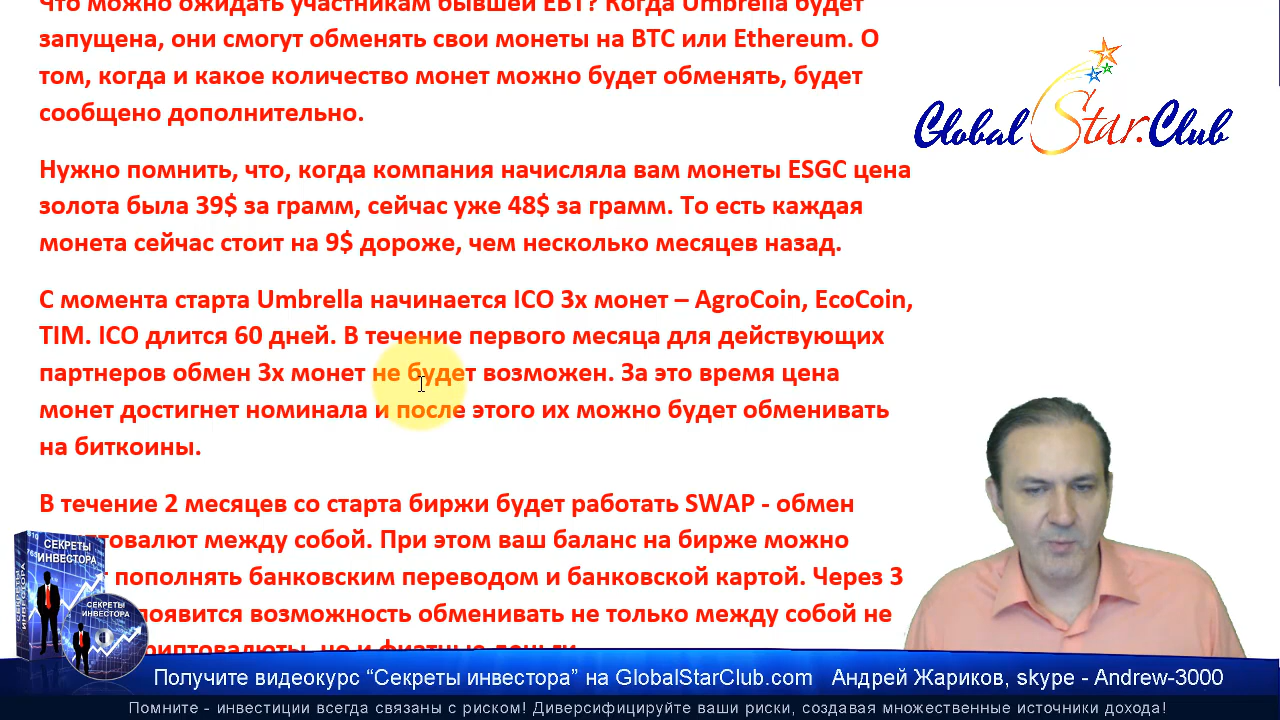 Что можно ожидать участникам бывшей ЕВТ? Когда Umbrella будет
запущена, они смогут обменять свои монеты на BTC или Ethereum. О
том, когда и какое количество монет можно будет обменять, будет
сообщено дополнительно.
Global Star.Club
Нужно помнить, что, когда компания начисляла вам монеты ESGC цена
золота была 39$ за грамм, сейчас уже 48$ за грамм. То есть каждая
монета сейчас стоит на 9$ дороже, чем несколько месяцев назад.
С момента старта Umbrella начинается ICO 3х монет – AgroCoin, EcoCoin,
TIM. ICO длится 60 дней. В течение первого месяца для действующих
партнеров обмен 3х монет не будет возможен. За это время цена
монет достигнет номинала и после этого их можно будет обменивать
на биткоины.
В течение 2 месяцев со старта биржи будет работать SWAP - обмен
между собой. При этом ваш баланс на бирже можно
пополнять банковским переводом и банковской картой. Через 3
появится возможность обменивать не только между собой не
но и фиатные деньги
СЕКРЕТЫ
ИНВЕСТОРА
СЕКРЕТЫ ИНВЕСТОРА
СЕКРЕТЫ
ИНВЕСТОРА
Получите видеокурс “Секреты инвестора” на GlobalStarClub.com Андрей Жариков, skype - Andrew-3000
Помните - инвестиции всегда связаны с риском! Диверсифицируйте ваши риски, создавая множественные источники дохода!